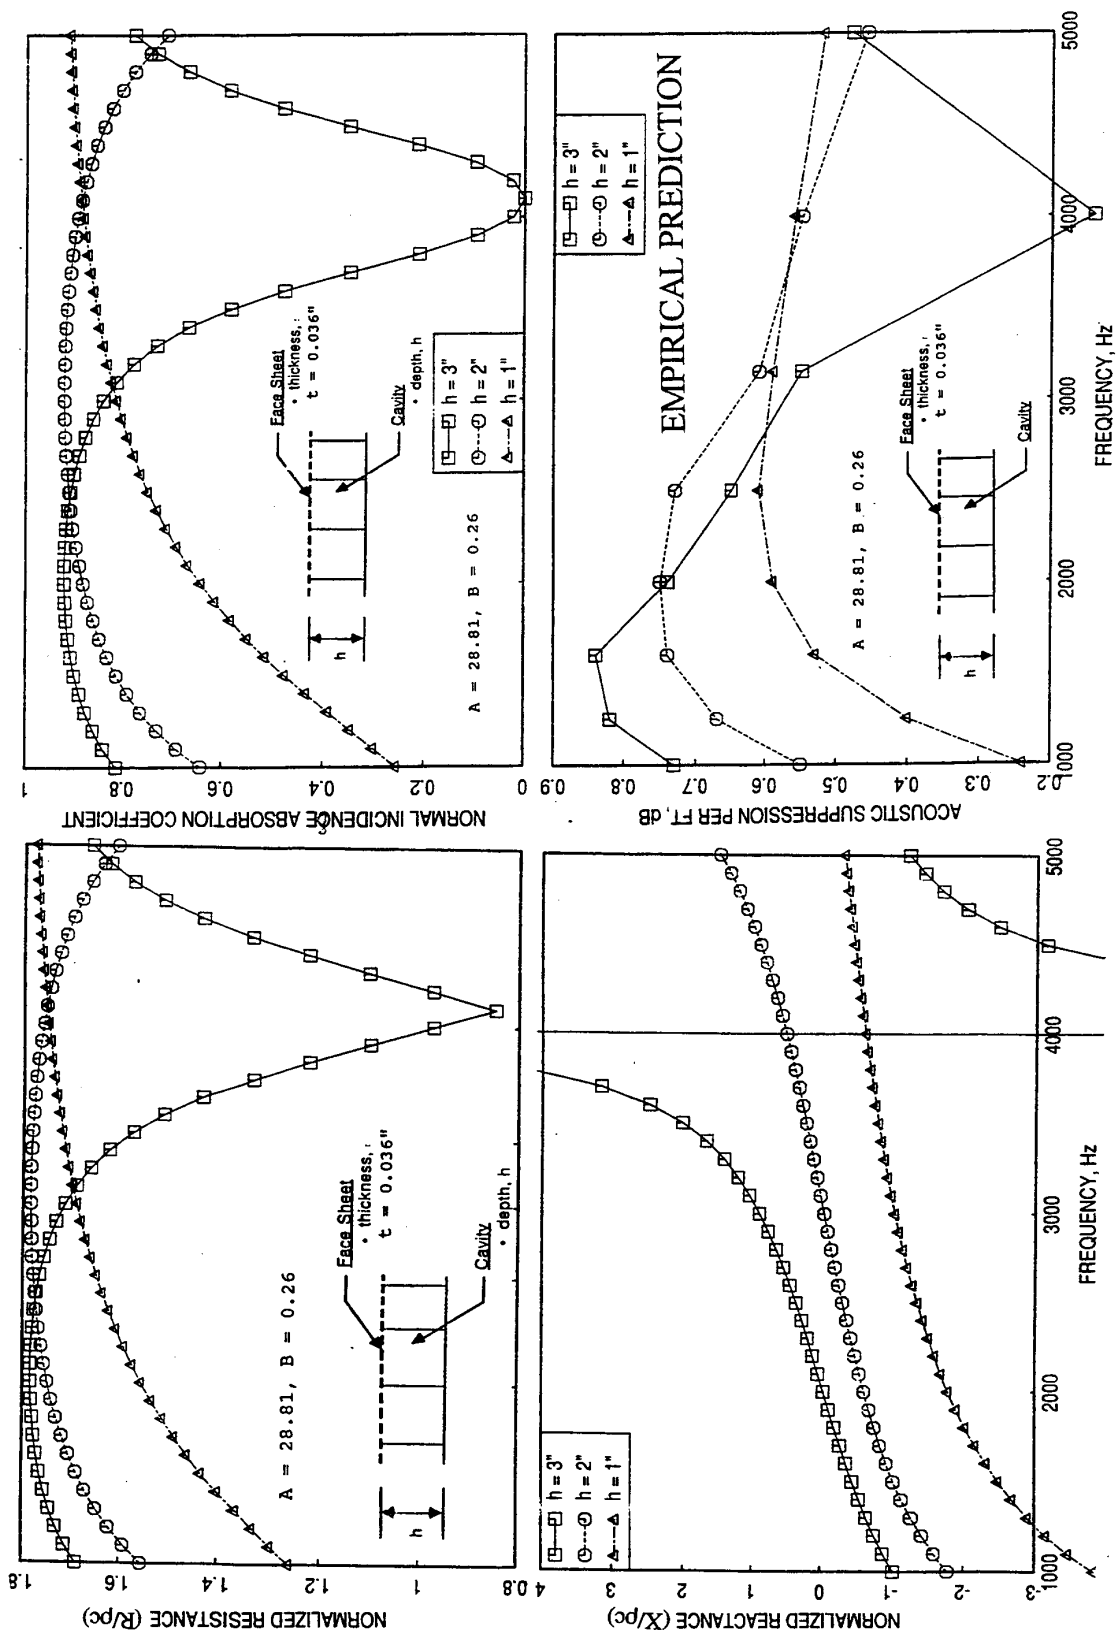 NORMALIZED RESISTANCE (R/ρc)
1.8
1.6
1.4
1.2
1
0.8
A = 28.81, B = 0.26
Face Sheet
• thickness,
t = 0.036"
Cavity
• depth, h
h
NORMAL INCIDENCE ABSORPTION COEFFICIENT
1
0.8
0.6
0.4
0.2
0
Face Sheet
• thickness,
t = 0.036"
Cavity
• depth, h
h
A = 28.81, B = 0.26
h = 3"
h = 2"
h = 1"
NORMALIZED REACTANCE (X/ρc)
4
2
1
0
-1
-2
-3
h = 3"
h = 2"
h = 1"
1000
2000
3000
4000
5000
FREQUENCY, Hz
ACOUSTIC SUPPRESSION PER FT, dB
0.9
0.8
0.7
0.6
0.5
0.4
0.3
0.2
h = 3"
h = 2"
h = 1"
EMPIRICAL PREDICTION
A = 28.81, B = 0.26
Face Sheet
• thickness,
t = 0.036"
Cavity
h
1000
2000
3000
4000
5000
FREQUENCY, Hz